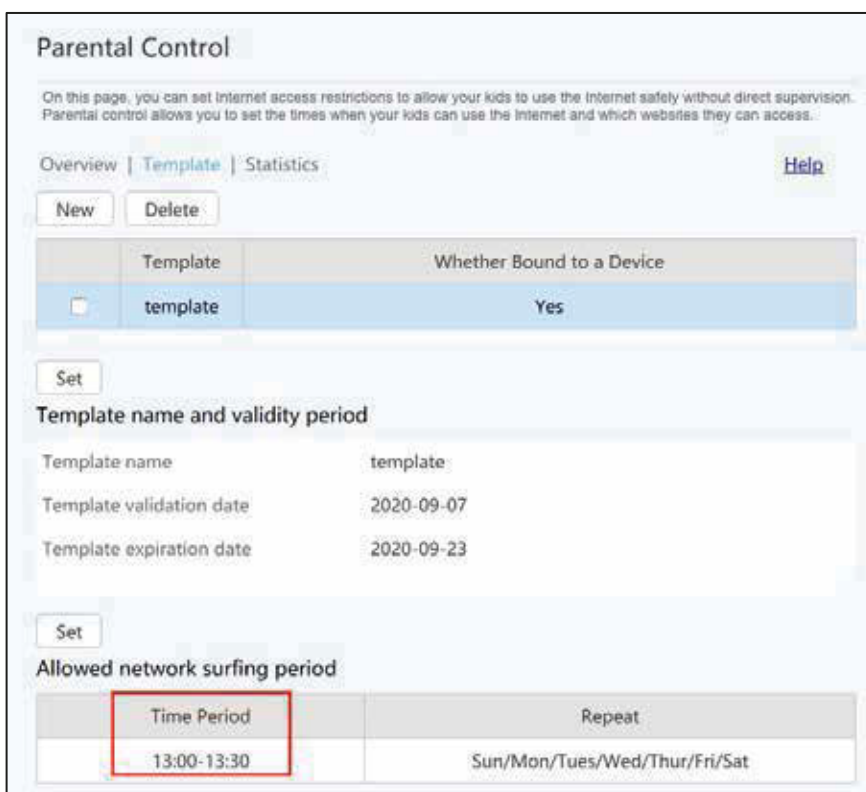 Parental Control
On this page, you can set Internet access restrictions to allow your kids to use the Internet safely without direct supervision.
Parental control allows you to set the times when your kids can use the Internet and which websites they can access.
Overview | Template | Statistics Help
New Delete
Template Whether Bound to a Device
template Yes
Set
Template name and validity period
Template name template
Template validation date 2020-09-07
Template expiration date 2020-09-23
Set
Allowed network surfing period
Time Period Repeat
13:00-13:30 Sun/Mon/Tues/Wed/Thur/Fri/Sat